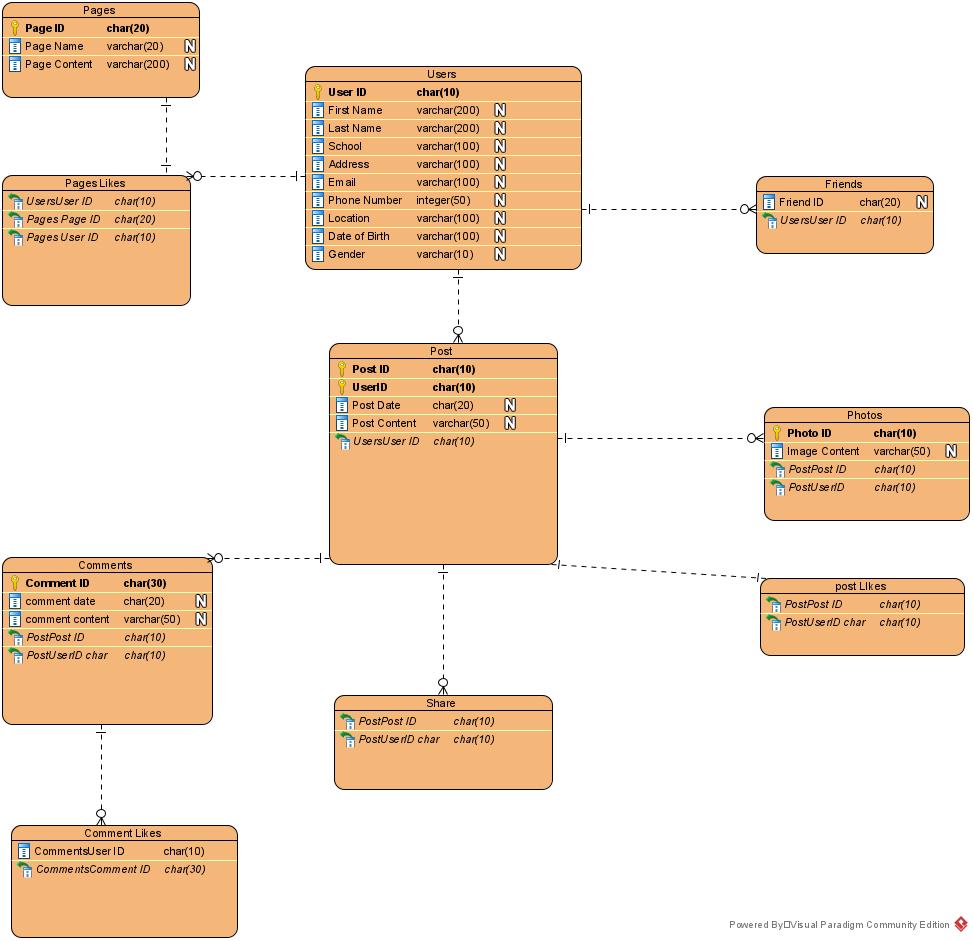 Pages
Page ID char(20)
Page Name varchar(20) N
Page Content varchar(200) N
Users
User ID char(10)
First Name varchar(200) N
Last Name varchar(200) N
School varchar(100) N
Address varchar(100) N
Email varchar(100) N
Phone Number integer(50) N
Location varchar(100) N
Date of Birth varchar(100) N
Gender varchar(10) N
Pages Likes
UsersUser ID char(10)
Pages Page ID char(20)
Pages User ID char(10)
Friends
Friend ID char(20) N
UsersUser ID char(10)
Post
Post ID char(10)
UserID char(10)
Post Date char(20) N
Post Content varchar(50) N
UsersUser ID char(10)
Photos
Photo ID char(10)
Image Content varchar(50) N
PostPost ID char(10)
PostUserID char(10)
Comments
Comment ID char(30)
comment date char(20) N
comment content varchar(50) N
PostPost ID char(10)
PostUserID char char(10)
post LIkes
PostPost ID char(10)
PostUserID char char(10)
Share
PostPost ID char(10)
PostUserID char char(10)
Comment Likes
CommentsUser ID char(10)
CommentsComment ID char(30)
Powered By□Visual Paradigm Community Edition